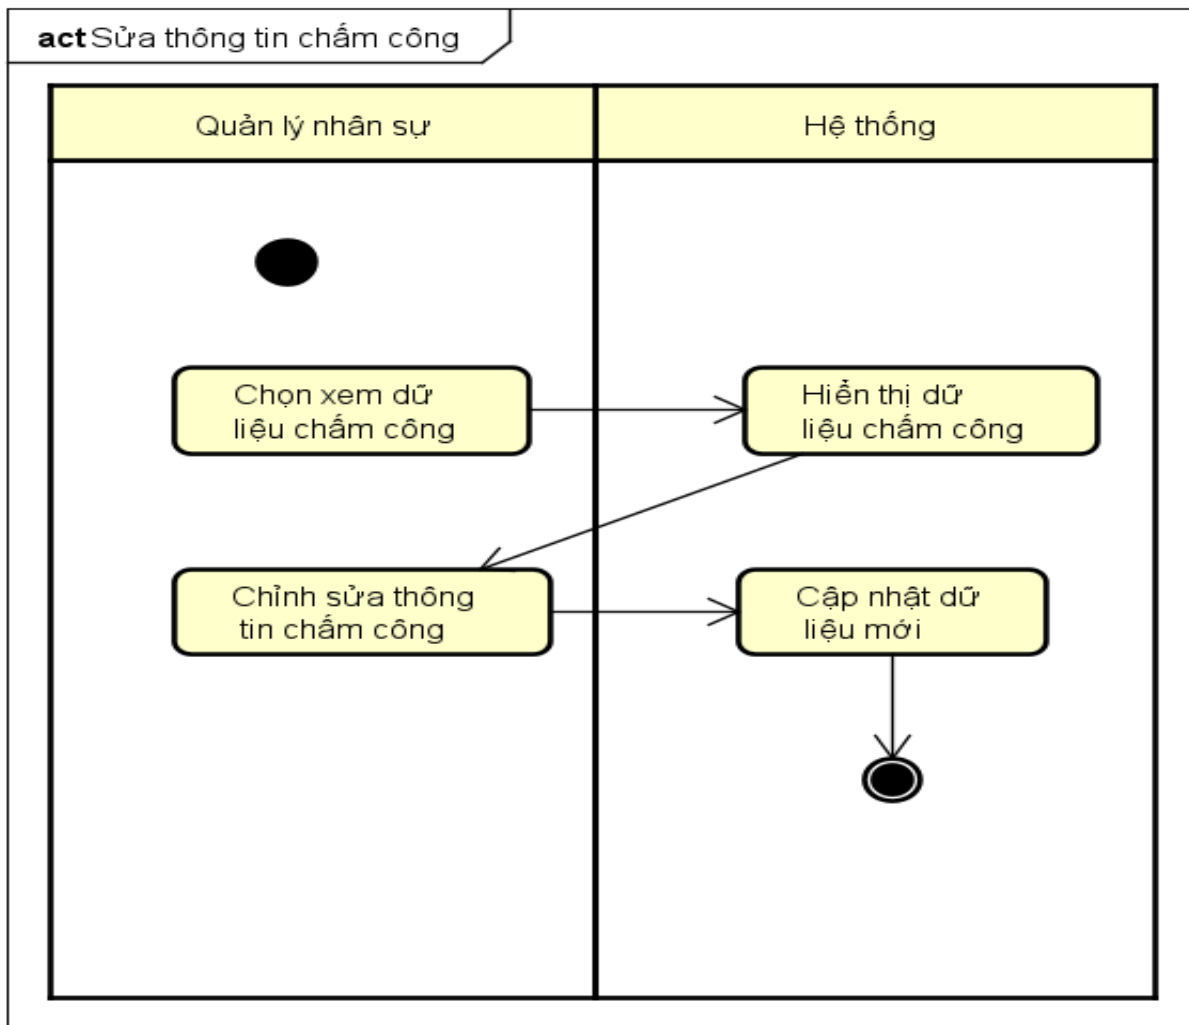 act Sửa thông tin chấm công
Quản lý nhân sự
Hệ thống
Chọn xem dữ
liệu chấm công
Hiển thị dữ
liệu chấm công
Chỉnh sửa thông
tin chấm công
Cập nhật dữ
liệu mới